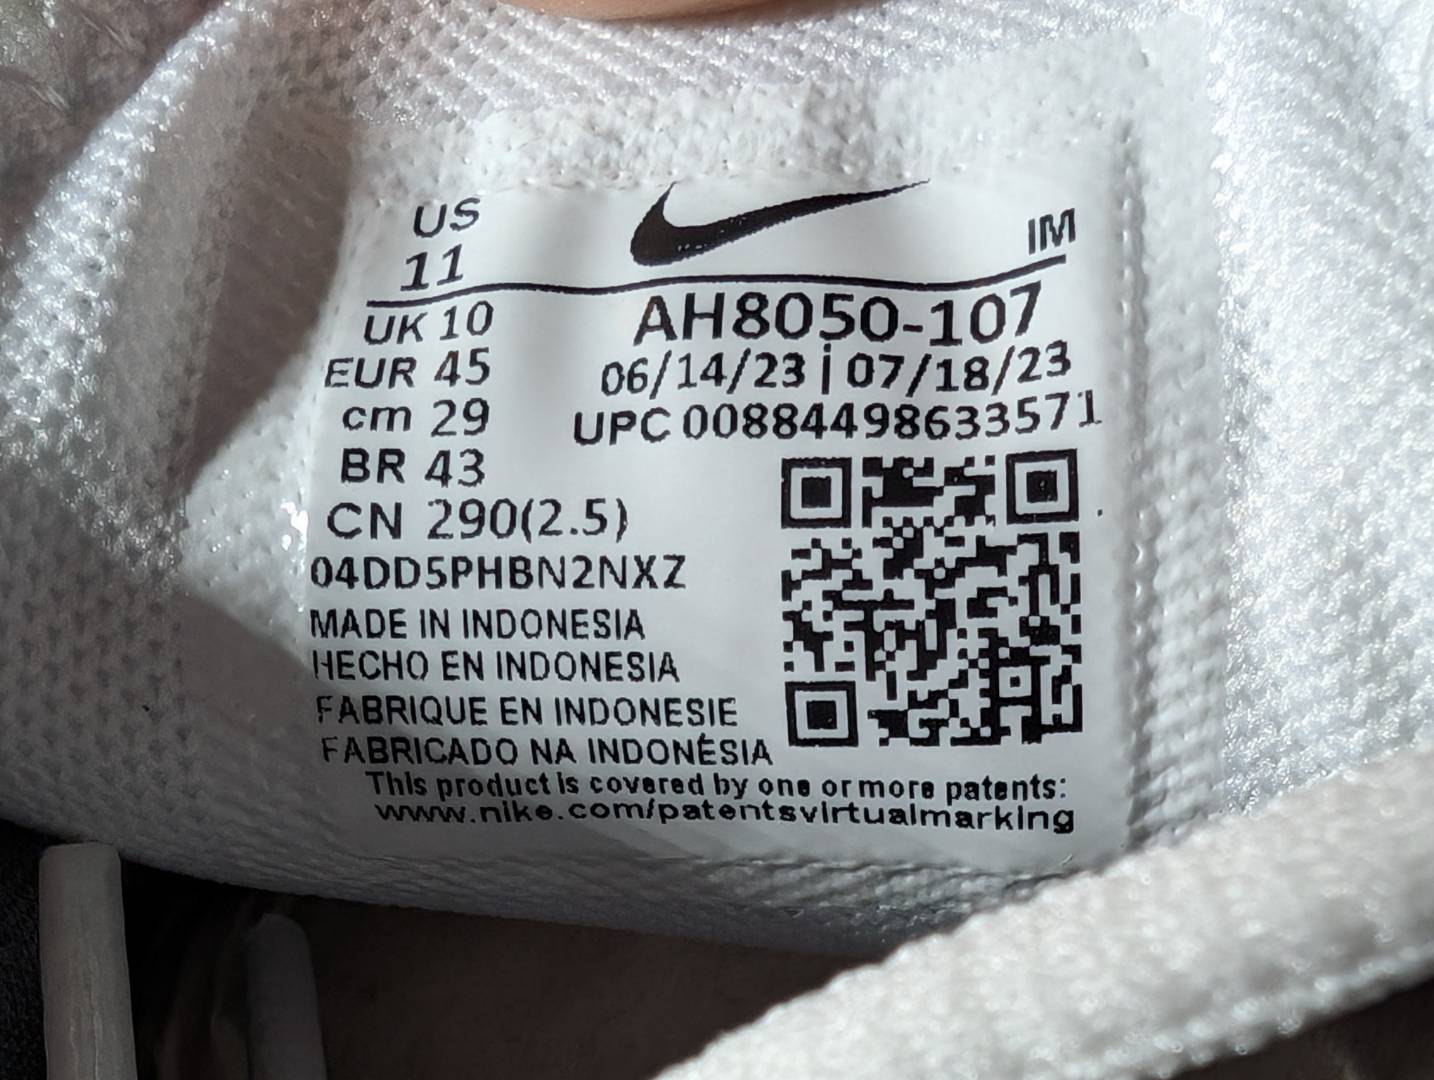 US
11
IM
UK 10
AH8050-107
EUR 45
06/14/23 | 07/18/23
cm 29
UPC 00884498633571
BR 43
CN 290(2.5)
04DD5PHBN2NXZ
MADE IN INDONESIA
HECHO EN INDONESIA
FABRIQUE EN INDONESIE
FABRICADO NA INDONÉSIA
This product is covered by one or more patents:
www.nike.com/patentsvirtualmarking